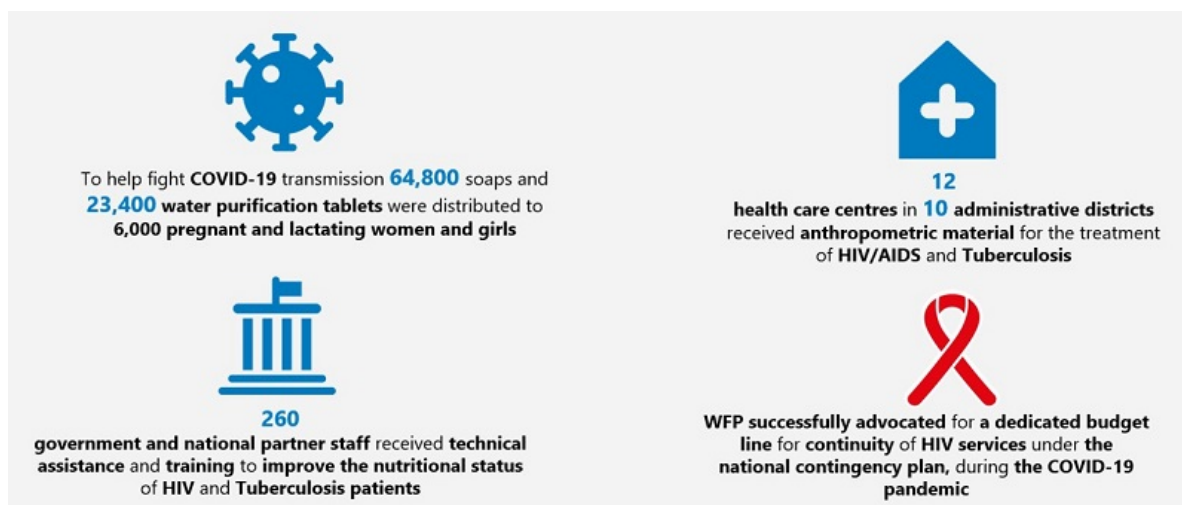 To help fight COVID-19 transmission 64,800 soaps and
23,400 water purification tablets were distributed to
6,000 pregnant and lactating women and girls
12
health care centres in 10 administrative districts
received anthropometric material for the treatment
of HIV/AIDS and Tuberculosis
260
government and national partner staff received technical
assistance and training to improve the nutritional status
of HIV and Tuberculosis patients
WFP successfully advocated for a dedicated budget
line for continuity of HIV services under the
national contingency plan, during the COVID-19
pandemic